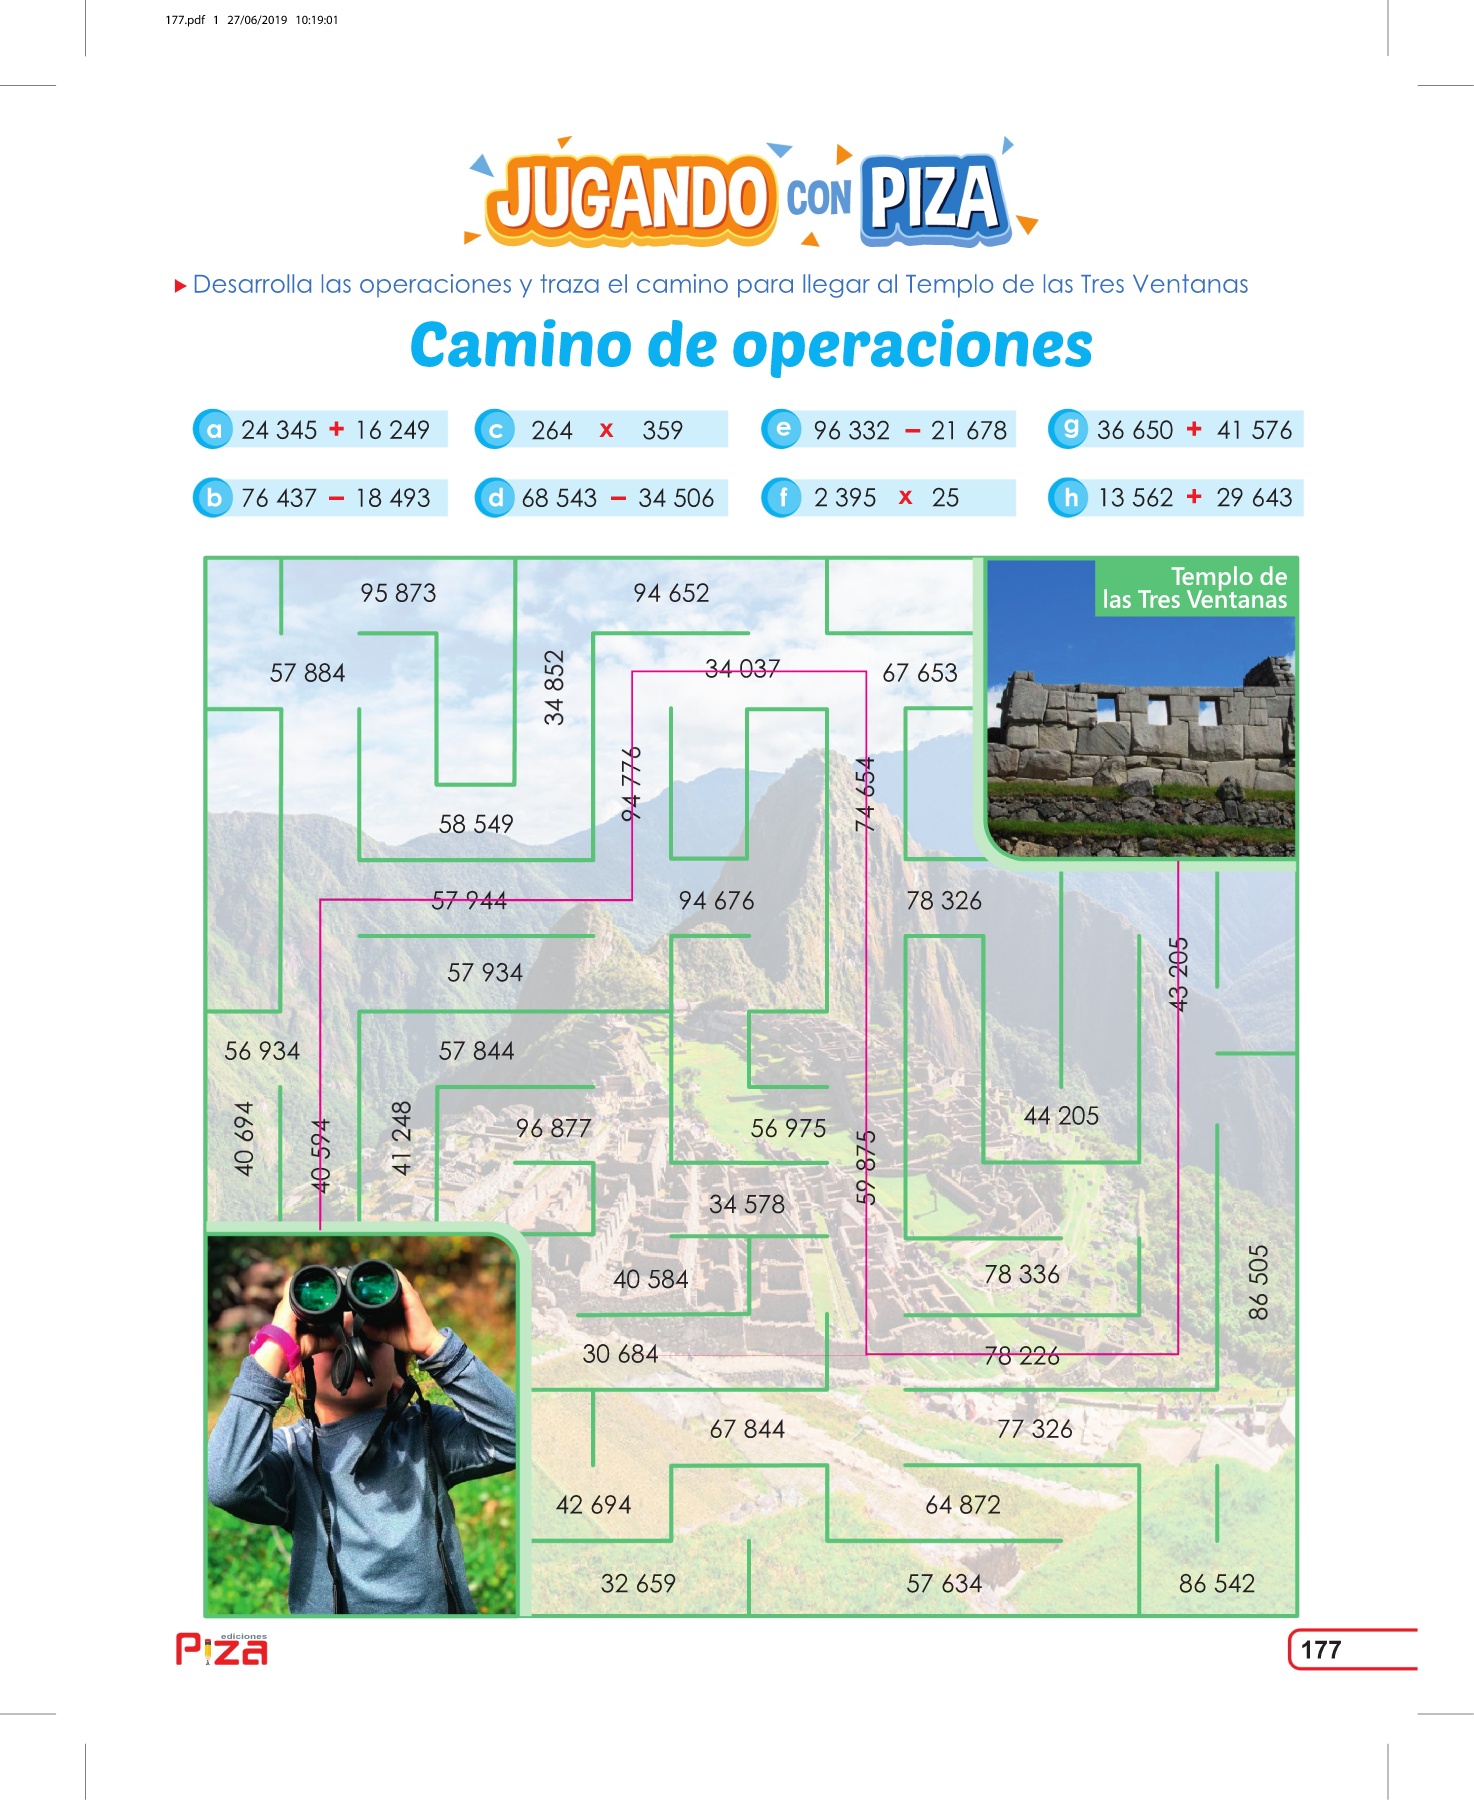 177.pdf 1 27/06/2019 10:19:01
JUGANDO CON PIZA
Desarrolla las operaciones y traza el camino para llegar al Templo de las Tres Ventanas
Camino de operaciones
a 24 345 + 16 249
c 264 x 359
e 96 332 – 21 678
g 36 650 + 41 576
b 76 437 – 18 493
d 68 543 – 34 506
f 2 395 x 25
h 13 562 + 29 643
Templo de
las Tres Ventanas
95 873
94 652
57 884
34 852
34 037
67 653
94 776
74 654
58 549
57 944
94 676
78 326
57 934
43 205
56 934
57 844
40 694
40 594
41 248
96 877
56 975
59 875
44 205
34 578
40 584
78 336
86 505
30 684
78 226
67 844
77 326
42 694
64 872
32 659
57 634
86 542
ediciones
Piza
177